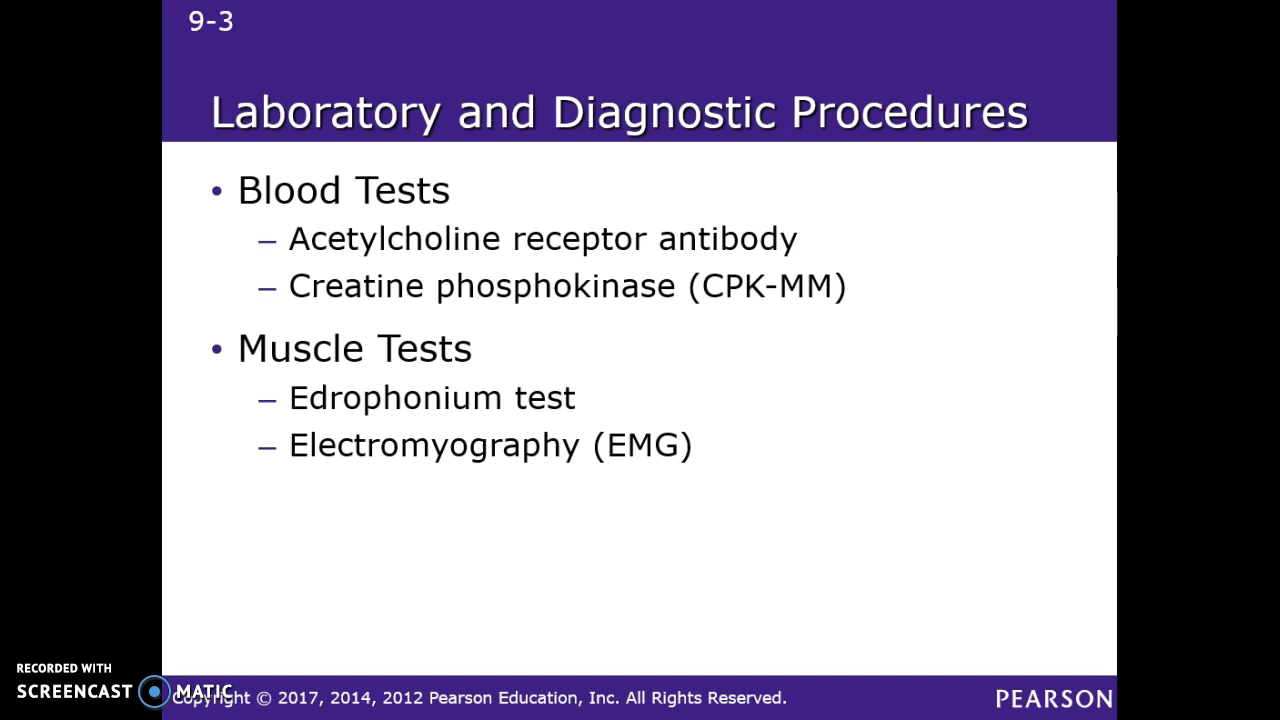 9-3
Laboratory and Diagnostic Procedures
• Blood Tests
– Acetylcholine receptor antibody
– Creatine phosphokinase (CPK-MM)
• Muscle Tests
– Edrophonium test
– Electromyography (EMG)
RECORDED WITH
SCREENCAST MATIC
Copyright © 2017, 2014, 2012 Pearson Education, Inc. All Rights Reserved.
PEARSON